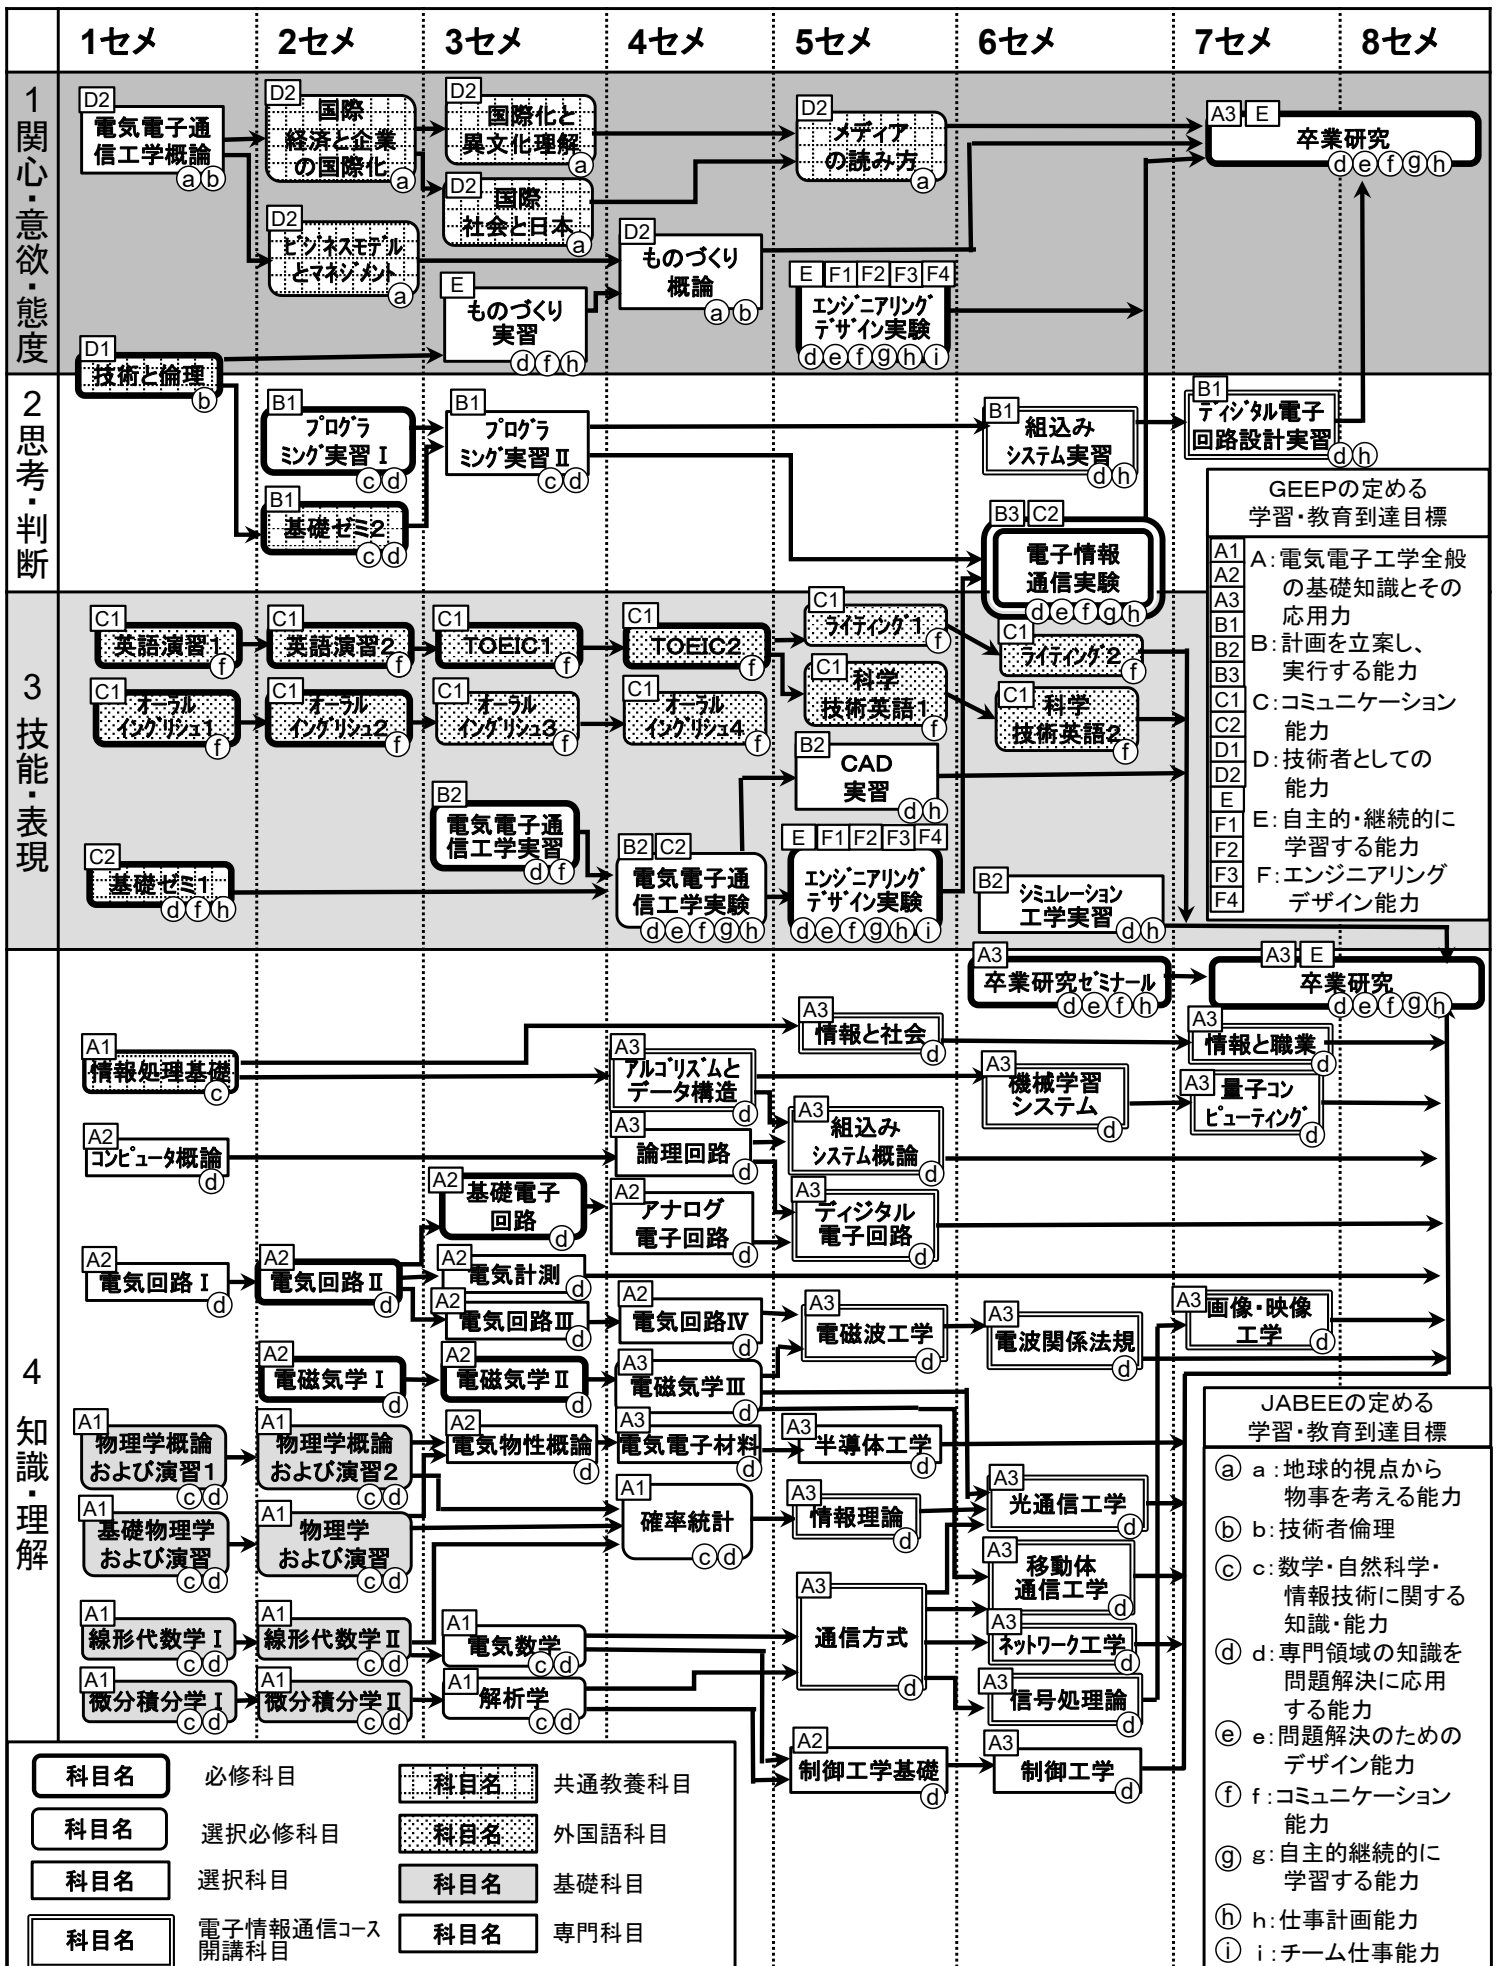 1セメ 2セメ 3セメ 4セメ 5セメ 6セメ 7セメ 8セメ
1
関心・意欲・態度
D2
電気電子通
信工学概論
ⓐⓑ
D2
国際
経済と企業
の国際化
ⓐ
D2
国際化と
異文化理解
ⓐ
D2
メディア
の読み方
ⓐ
A3 E
卒業研究
ⓓⓔⓕⓖⓗ
D2
国際
社会と日本
ⓐ
D2
ビジネスモデル
とマネジメント
ⓐ
D2
ものづくり
概論
ⓐⓑ
E
ものづくり
実習
ⓓⓕⓗ
E F1 F2 F3 F4
エンジニアリング
デザイン実験
ⓓⓔⓕⓖⓗⓘ
D1
技術と倫理
ⓑ
2
思考・判断
B1
プログラ
ミング実習Ⅰ
ⓒⓓ
B1
プログラ
ミング実習Ⅱ
ⓒⓓ
B1
組込み
システム実習
ⓓⓗ
B1
ディジタル電子
回路設計実習
ⓓⓗ
B1
基礎ゼミ2
ⓒⓓ
B3 C2
電子情報
通信実験
ⓓⓔⓕⓖⓗ
GEEPの定める
学習・教育到達目標
A1
A2
A3
B1
B2
B3
C1
C2
D1
D2
E
F1
F2
F3
F4
A:電気電子工学全般
の基礎知識とその
応用力
B:計画を立案し、
実行する能力
C:コミュニケーション
能力
D:技術者としての
能力
E:自主的・継続的に
学習する能力
F:エンジニアリング
デザイン能力
3
技能・表現
C1
英語演習1
ⓕ
C1
英語演習2
ⓕ
C1
TOEIC1
ⓕ
C1
TOEIC2
ⓕ
C1
ライティング1
ⓕ
C1
ライティング2
ⓕ
C1
オーラル
イングリシュ1
ⓕ
C1
オーラル
イングリシュ2
ⓕ
C1
オーラル
イングリシュ3
ⓕ
C1
オーラル
イングリシュ4
ⓕ
C1
科学
技術英語1
ⓕ
C1
科学
技術英語2
ⓕ
B2
CAD
実習
ⓓⓗ
B2
電気電子通
信工学実習
ⓓⓕ
C2
基礎ゼミ1
ⓓⓕⓗ
B2 C2
電気電子通
信工学実験
ⓓⓔⓕⓖⓗ
E F1 F2 F3 F4
エンジニアリング
デザイン実験
ⓓⓔⓕⓖⓗⓘ
B2
シミュレーション
工学実習
ⓓⓗ
4
知識・理解
A3
卒業研究ゼミナール
ⓓⓔⓕⓗ
A3 E
卒業研究
ⓓⓔⓕⓖⓗ
A1
情報処理基礎
ⓒ
A3
アルゴリズムと
データ構造
ⓓ
A3
情報と社会
ⓓ
A3
機械学習
システム
ⓓ
A3
情報と職業
ⓓ
A3
量子コン
ピューティング
ⓓ
A2
コンピュータ概論
ⓓ
A3
論理回路
ⓓ
A3
組込み
システム概論
ⓓ
A2
基礎電子
回路
ⓓ
A2
アナログ
電子回路
ⓓ
A3
ディジタル
電子回路
ⓓ
A2
電気回路Ⅰ
ⓓ
A2
電気回路Ⅱ
ⓓ
A2
電気計測
ⓓ
A2
電気回路Ⅲ
ⓓ
A2
電気回路Ⅳ
ⓓ
A3
電磁波工学
ⓓ
A3
電波関係法規
ⓓ
A3
画像・映像
工学
ⓓ
A2
電磁気学Ⅰ
ⓓ
A2
電磁気学Ⅱ
ⓓ
A3
電磁気学Ⅲ
ⓓ
A1
物理学概論
および演習1
ⓒⓓ
A1
物理学概論
および演習2
ⓒⓓ
A2
電気物性概論
ⓓ
A3
電気電子材料
ⓓ
A3
半導体工学
ⓓ
A1
基礎物理学
および演習
ⓒⓓ
A1
物理学
および演習
ⓒⓓ
A1
確率統計
ⓒⓓ
A3
情報理論
ⓓ
A3
光通信工学
ⓓ
A3
移動体
通信工学
ⓓ
A1
線形代数学Ⅰ
ⓒⓓ
A1
線形代数学Ⅱ
ⓒⓓ
A1
電気数学
ⓒⓓ
A3
通信方式
ⓓ
A3
ネットワーク工学
ⓓ
A1
微分積分学Ⅰ
ⓒⓓ
A1
微分積分学Ⅱ
ⓒⓓ
A1
解析学
ⓒⓓ
A3
信号処理論
ⓓ
A2
制御工学基礎
ⓓ
A3
制御工学
ⓓ
JABEEの定める
学習・教育到達目標
ⓐ a:地球的視点から
物事を考える能力
ⓑ b:技術者倫理
ⓒ c:数学・自然科学・
情報技術に関する
知識・能力
ⓓ d:専門領域の知識を
問題解決に応用
する能力
ⓔ e:問題解決のための
デザイン能力
ⓕ f:コミュニケーション
能力
ⓖ g:自主的継続的に
学習する能力
ⓗ h:仕事計画能力
ⓘ i:チーム仕事能力
科目名 必修科目
科目名 選択必修科目
科目名 選択科目
科目名 電子情報通信コース
開講科目
科目名 共通教養科目
科目名 外国語科目
科目名 基礎科目
科目名 専門科目